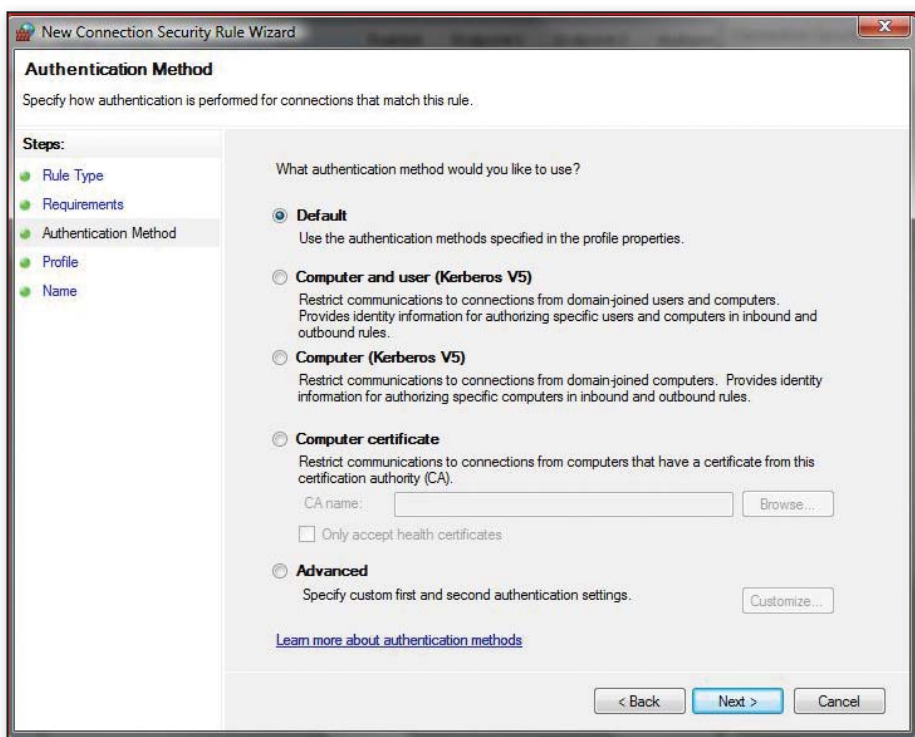 New Connection Security Rule Wizard
Authentication Method
Specify how authentication is performed for connections that match this rule.
Steps:
Rule Type
Requirements
Authentication Method
Profile
Name
What authentication method would you like to use?
Default
Use the authentication methods specified in the profile properties.
Computer and user (Kerberos V5)
Restrict communications to connections from domain-joined users and computers.
Provides identity information for authorizing specific users and computers in inbound and
outbound rules.
Computer (Kerberos V5)
Restrict communications to connections from domain-joined computers. Provides identity
information for authorizing specific computers in inbound and outbound rules.
Computer certificate
Restrict communications to connections from computers that have a certificate from this
certification authority (CA).
CA name:
Browse...
Only accept health certificates
Advanced
Specify custom first and second authentication settings.
Customize...
Learn more about authentication methods
< Back
Next >
Cancel